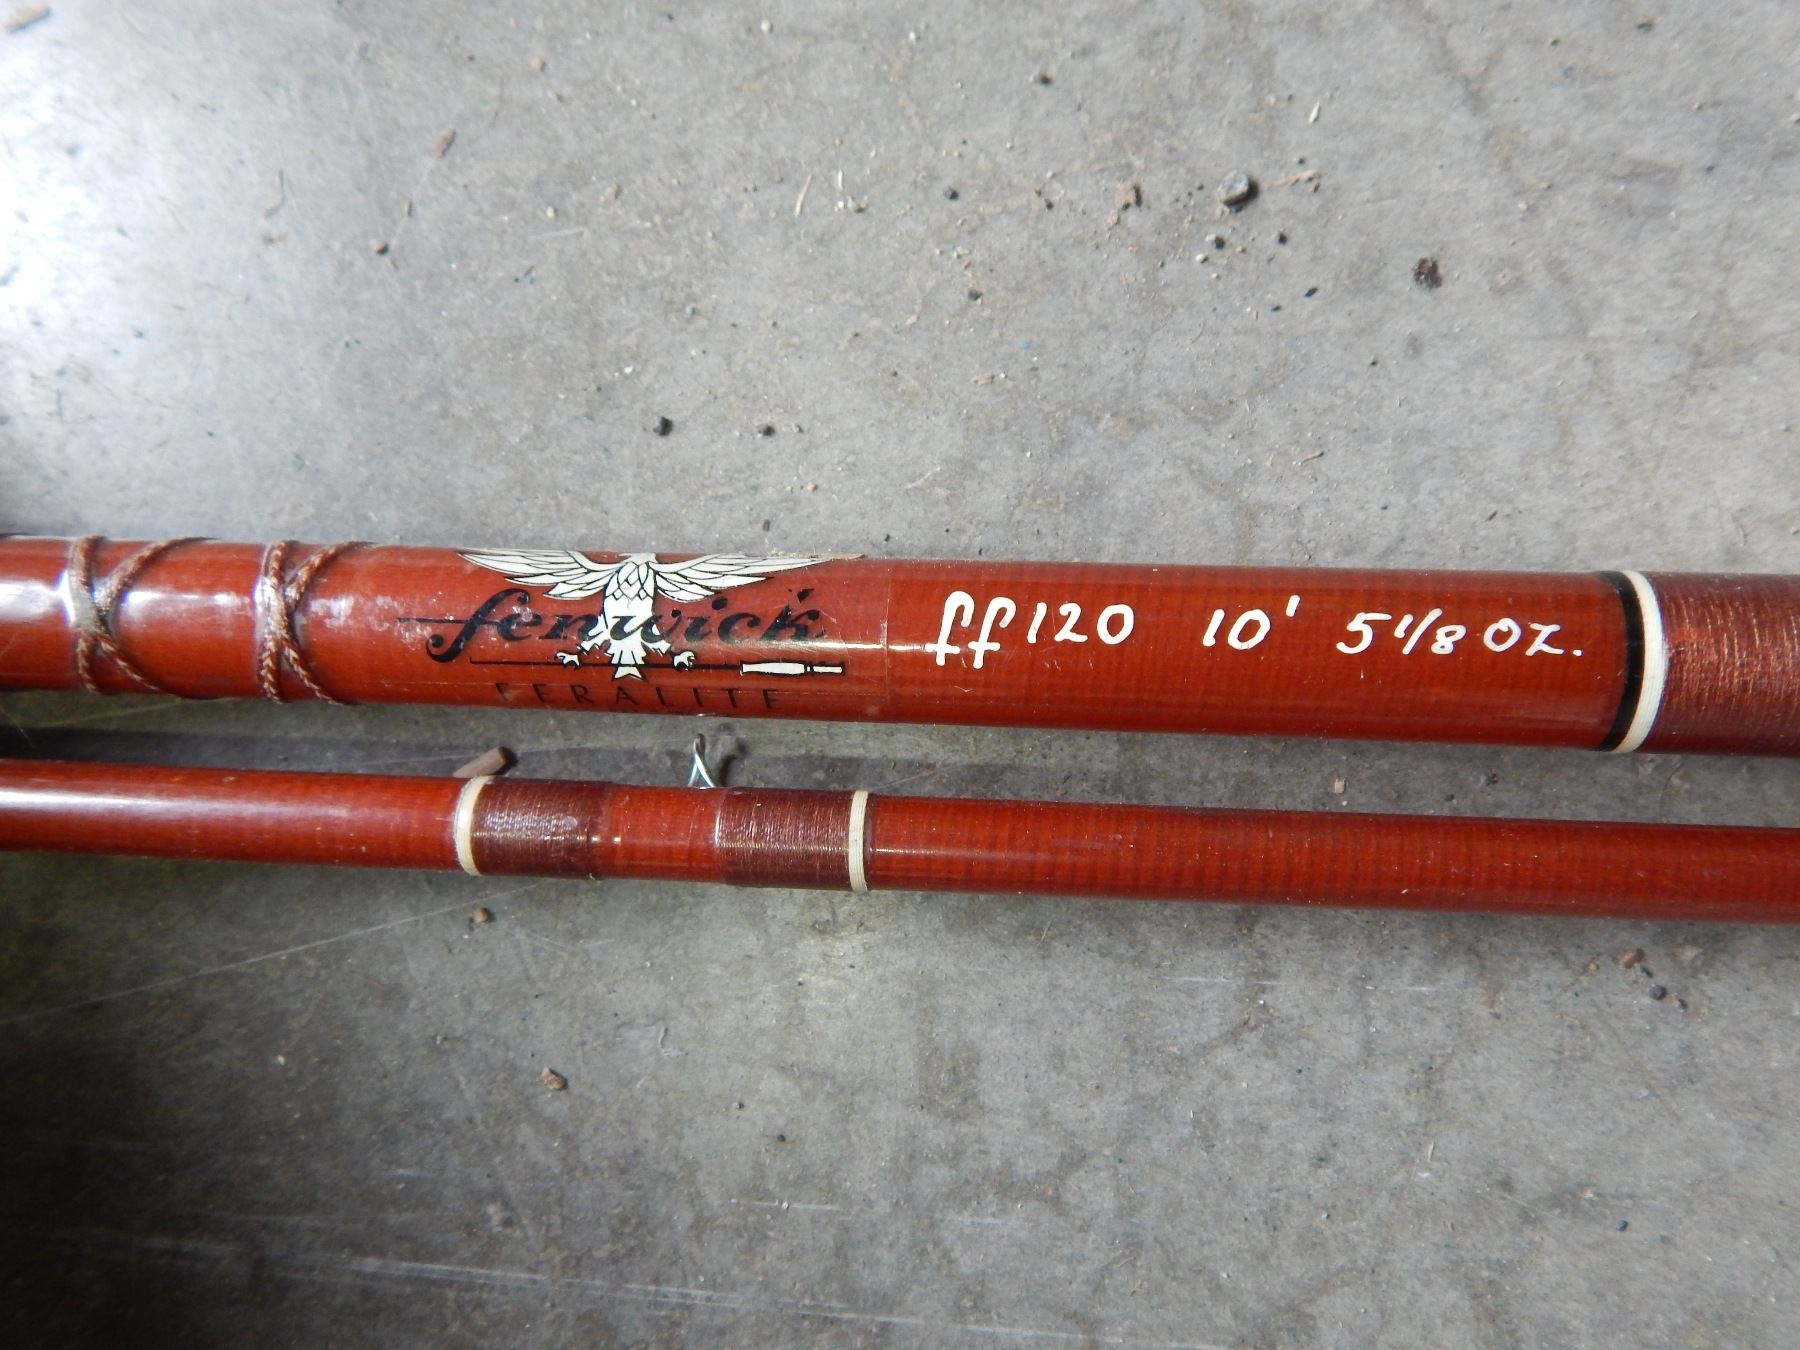 fenwick ff120 10' 5 1/8 oz.
FERALITE